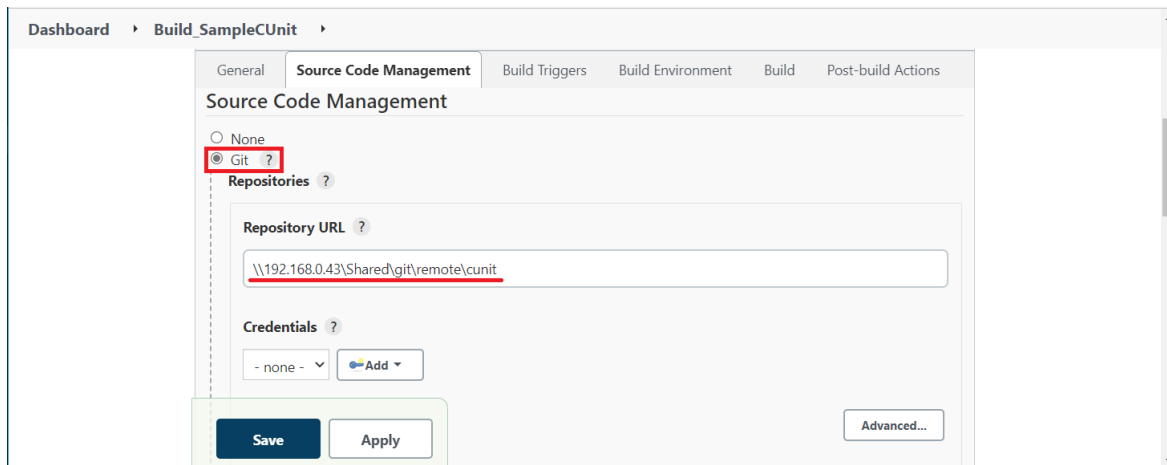 Dashboard Build_SampleCUnit
General Source Code Management Build Triggers Build Environment Build Post-build Actions
Source Code Management
None
Git ?
Repositories ?
Repository URL ?
\\192.168.0.43\Shared\git\remote\cunit
Credentials ?
- none - Add
Advanced...
Save Apply